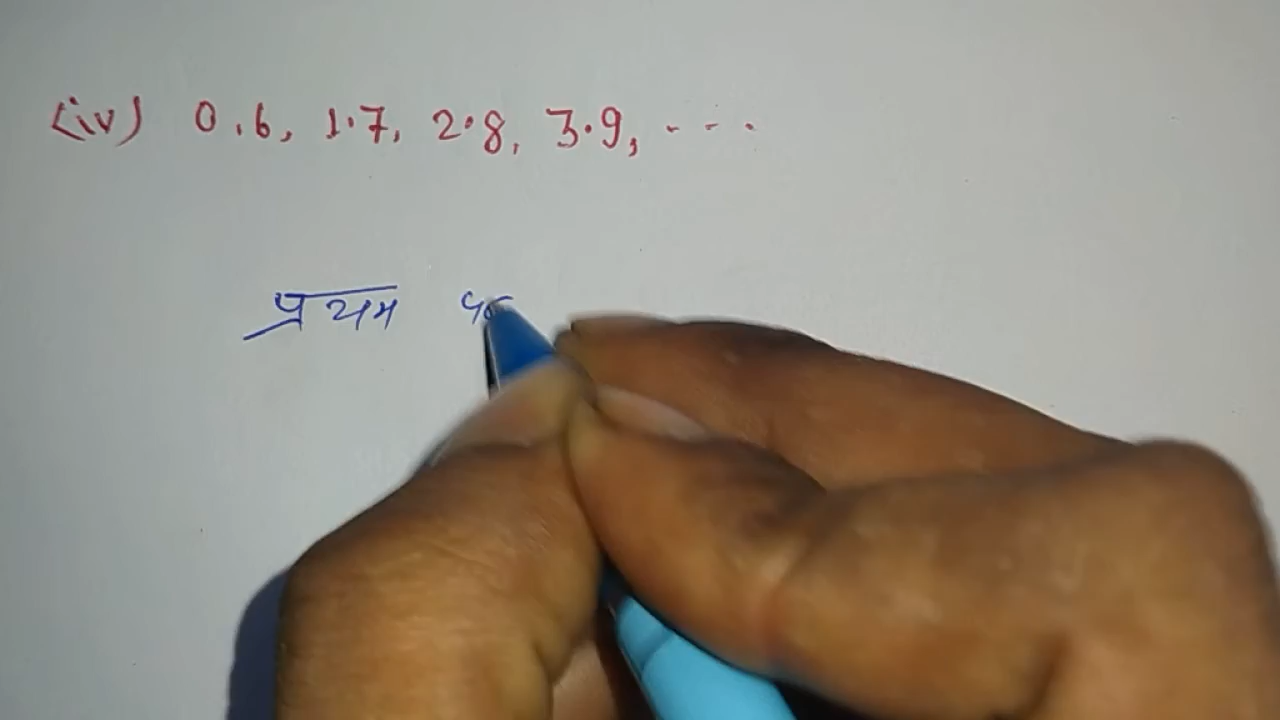 (iv) 0.6, 1.7, 2.8, 3.9, ....
प्रथम